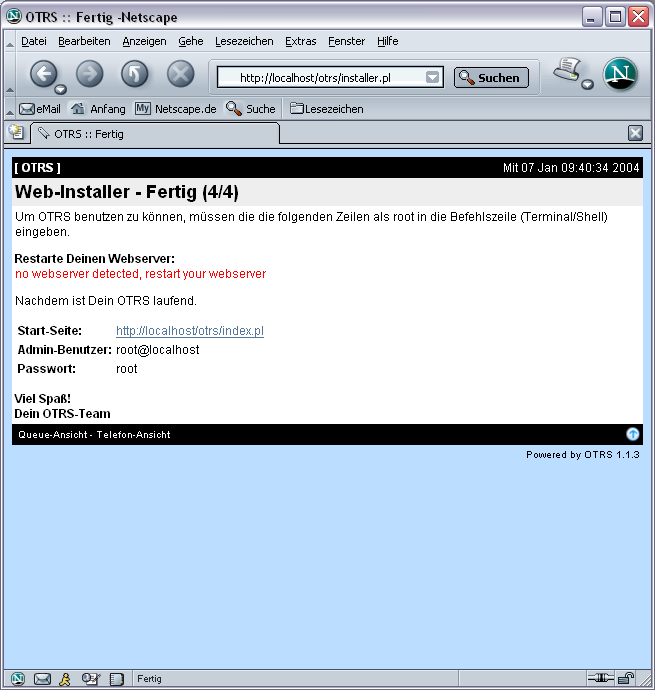 OTRS :: Fertig -Netscape
Datei Bearbeiten Anzeigen Gehe Lesezeichen Extras Fenster Hilfe
http://localhost/otrs/installer.pl Suchen N
eMail Anfang My Netscape.de Suche Lesezeichen
OTRS :: Fertig
[ OTRS ] Mit 07 Jan 09:40:34 2004
Web-Installer - Fertig (4/4)
Um OTRS benutzen zu können, müssen die die folgenden Zeilen als root in die Befehlszeile (Terminal/Shell)
eingeben.
Restarte Deinen Webserver:
no webserver detected, restart your webserver
Nachdem ist Dein OTRS laufend.
Start-Seite: http://localhost/otrs/index.pl
Admin-Benutzer: root@localhost
Passwort: root
Viel Spaß!
Dein OTRS-Team
Queue-Ansicht - Telefon-Ansicht
Powered by OTRS 1.1.3
Fertig